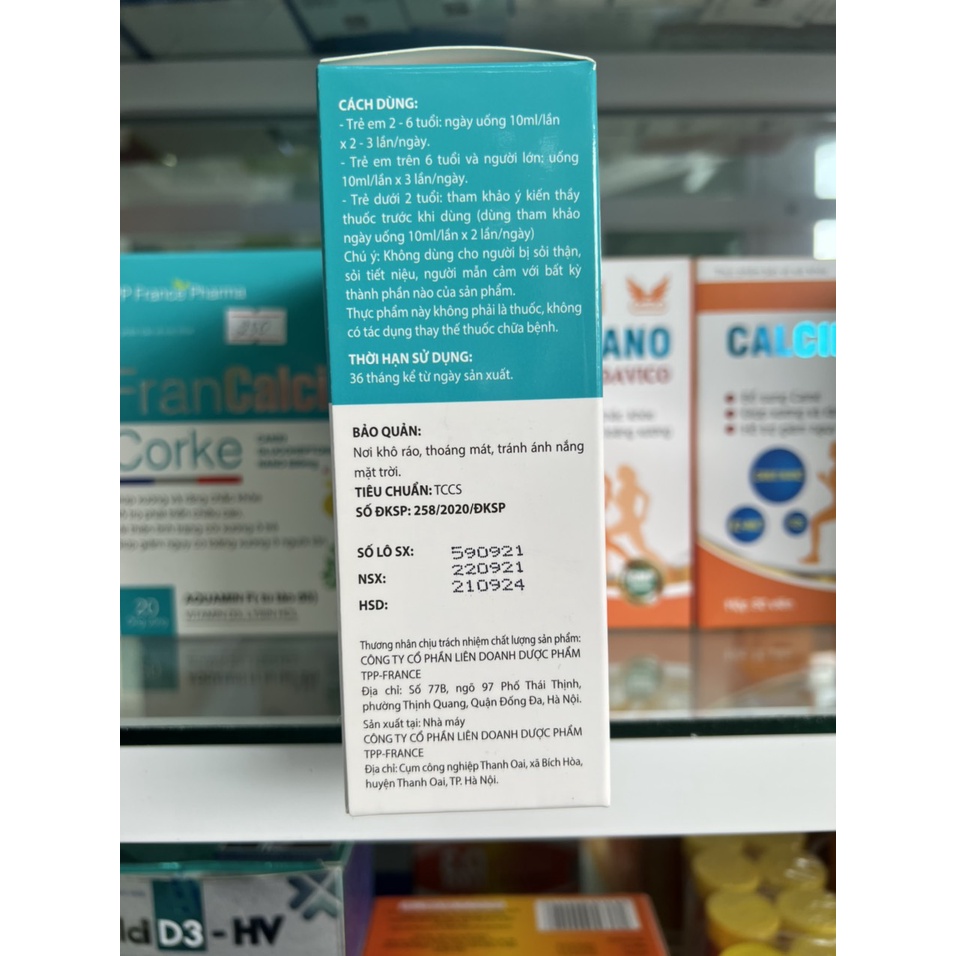 CÁCH DÙNG:
- Trẻ em 2 - 6 tuổi: ngày uống 10ml/lần
x 2 - 3 lần/ngày.
- Trẻ em trên 6 tuổi và người lớn: uống
10ml/lần x 3 lần/ngày.
- Trẻ dưới 2 tuổi: tham khảo ý kiến thầy
thuốc trước khi dùng (dùng tham khảo
ngày uống 10ml/lần x 2 lần/ngày)
Chú ý: Không dùng cho người bị sỏi thận,
sỏi tiết niệu, người mẫn cảm với bất kỳ
thành phần nào của sản phẩm.
Thực phẩm này không phải là thuốc, không
có tác dụng thay thế thuốc chữa bệnh.
THỜI HẠN SỬ DỤNG:
36 tháng kể từ ngày sản xuất.
BẢO QUẢN:
Nơi khô ráo, thoáng mát, tránh ánh nắng
mặt trời.
TIÊU CHUẨN: TCCS
SỐ ĐKSP: 258/2020/ĐKSP
SỐ LÔ SX: 590921
NSX: 220921
HSD: 210924
Thương nhân chịu trách nhiệm chất lượng sản phẩm:
CÔNG TY CỔ PHẦN LIÊN DOANH DƯỢC PHẨM
TPP-FRANCE
Địa chỉ: Số 77B, ngõ 97 Phố Thái Thịnh,
phường Thịnh Quang, Quận Đống Đa, Hà Nội.
Sản xuất tại: Nhà máy
CÔNG TY CỔ PHẦN LIÊN DOANH DƯỢC PHẨM
TPP-FRANCE
Địa chỉ: Cụm công nghiệp Thanh Oai, xã Bích Hòa,
huyện Thanh Oai, TP. Hà Nội.
PP-France Pharma
FranCalci
Corke
20
ANO
DAVICO
CALCI
D3 - HV